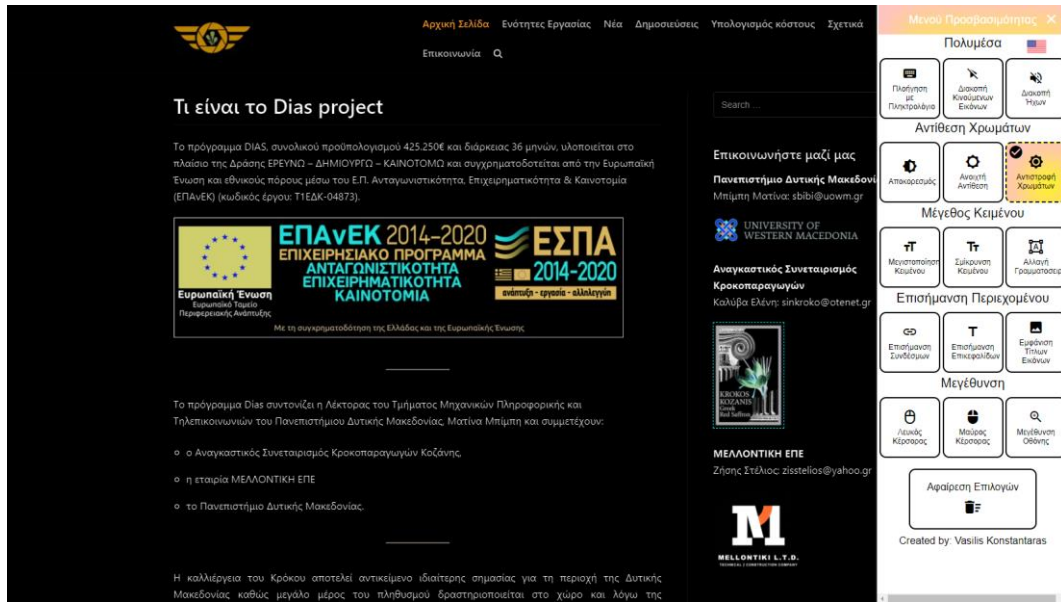 Αρχική Σελίδα Ενότητες Εργασίας Νέα Δημοσιεύσεις Υπολογισμός κόστους Σχετικά
Επικοινωνία
Τι είναι το Dias project
Το πρόγραμμα DIAS, συνολικού προϋπολογισμού 425.250€ και διάρκειας 36 μηνών, υλοποιείται στο
πλαίσιο της Δράσης ΕΡΕΥΝΩ – ΔΗΜΙΟΥΡΓΩ – ΚΑΙΝΟΤΟΜΩ και συγχρηματοδοτείται από την Ευρωπαϊκή
Ένωση και εθνικούς πόρους μέσω του Ε.Π. Ανταγωνιστικότητα, Επιχειρηματικότητα & Καινοτομία
(ΕΠΑνΕΚ) (κωδικός έργου: Τ1ΕΔΚ-04873).
Ευρωπαϊκή Ένωση
Ευρωπαϊκό Ταμείο
Περιφερειακής Ανάπτυξης
ΕΠΑνΕΚ 2014–2020
ΕΠΙΧΕΙΡΗΣΙΑΚΟ ΠΡΟΓΡΑΜΜΑ
ΑΝΤΑΓΩΝΙΣΤΙΚΟΤΗΤΑ
ΕΠΙΧΕΙΡΗΜΑΤΙΚΟΤΗΤΑ
ΚΑΙΝΟΤΟΜΙΑ
ΕΣΠΑ
2014–2020
ανάπτυξη - εργασία - αλληλεγγύη
Με τη συγχρηματοδότηση της Ελλάδας και της Ευρωπαϊκής Ένωσης
Το πρόγραμμα Dias συντονίζει η Λέκτορας του Τμήματος Μηχανικών Πληροφορικής και
Τηλεπικοινωνιών του Πανεπιστημίου Δυτικής Μακεδονίας, Ματίνα Μπίμπη και συμμετέχουν:
ο Αναγκαστικός Συνεταιρισμός Κροκοπαραγωγών Κοζάνης,
η εταιρία ΜΕΛΛΟΝΤΙΚΗ ΕΠΕ
το Πανεπιστήμιο Δυτικής Μακεδονίας.
Η καλλιέργεια του Κρόκου αποτελεί αντικείμενο ιδιαίτερης σημασίας για τη περιοχή της Δυτικής
Μακεδονίας καθώς μεγάλο μέρος του πληθυσμού δραστηριοποιείται στο χώρο και λόγω της
Search ...
Επικοινωνήστε μαζί μας
Πανεπιστήμιο Δυτικής Μακεδονί
Μπίμπη Ματίνα: sbibi@uowm.gr
UNIVERSITY OF
WESTERN MACEDONIA
Αναγκαστικός Συνεταιρισμός
Κροκοπαραγωγών
Καλύβα Ελένη: sinkroko@otenet.gr
KROKOS
KOZANIS
Greek
Red Saffron
ΜΕΛΛΟΝΤΙΚΗ ΕΠΕ
Ζήσης Στέλιος: zisstelios@yahoo.gr
MELLONTIKI L.T.D.
TECHNICAL | CONSTRUCTION COMPANY
Μενού Προσβασιμότητας
Πολυμέσα
Πλοήγηση με Πληκτρολόγιο
Διακοπή Κινούμενων Εικόνων
Διακοπή Ήχων
Αντίθεση Χρωμάτων
Αποκορεσμός
Ανοιχτή Αντίθεση
Αντιστροφή Χρωμάτων
Μέγεθος Κειμένου
Μεγιστοποίηση Κειμένου
Σμίκρυνση Κειμένου
Αλλαγή Γραμματοσει
Επισήμανση Περιεχομένου
Επισήμανση Συνδέσμων
Επισήμανση Επικεφαλίδων
Εμφάνιση Τίτλων Εικόνων
Μεγέθυνση
Λευκός Κέρσορας
Μαύρος Κέρσορας
Μεγέθυνση Οθόνης
Αφαίρεση Επιλογών
Created by: Vasilis Konstantaras